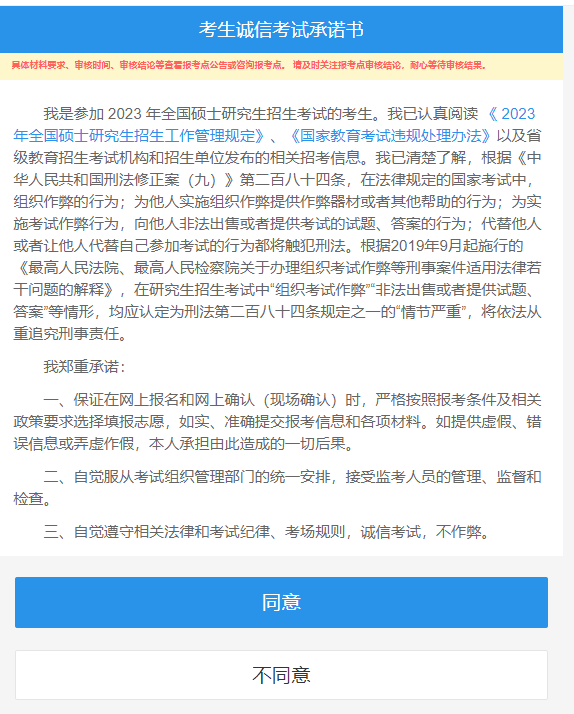 考生诚信考试承诺书
具体材料要求、审核时间、审核结论等查看报考点公告或咨询报考点。 请及时关注报考点审核结论，耐心等待审核结果。
我是参加 2023 年全国硕士研究生招生考试的考生。我已认真阅读 《 2023
年全国硕士研究生招生工作管理规定》、《国家教育考试违规处理办法》以及省
级教育招生考试机构和招生单位发布的相关招考信息。我已清楚了解，根据《中
华人民共和国刑法修正案（九）》第二百八十四条，在法律规定的国家考试中，
组织作弊的行为；为他人实施组织作弊提供作弊器材或者其他帮助的行为；为实
施考试作弊行为，向他人非法出售或者提供考试的试题、答案的行为；代替他人
或者让他人代替自己参加考试的行为都将触犯刑法。根据2019年9月起施行的
《最高人民法院、最高人民检察院关于办理组织考试作弊等刑事案件适用法律若
干问题的解释》，在研究生招生考试中“组织考试作弊”“非法出售或者提供试题、
答案”等情形，均应认定为刑法第二百八十四条规定之一的“情节严重”，将依法从
重追究刑事责任。
我郑重承诺：
一、保证在网上报名和网上确认（现场确认）时，严格按照报考条件及相关
政策要求选择填报志愿，如实、准确提交报考信息和各项材料。如提供虚假、错
误信息或弄虚作假，本人承担由此造成的一切后果。
二、自觉服从考试组织管理部门的统一安排，接受监考人员的管理、监督和
检查。
三、自觉遵守相关法律和考试纪律、考场规则，诚信考试，不作弊。
同意
不同意